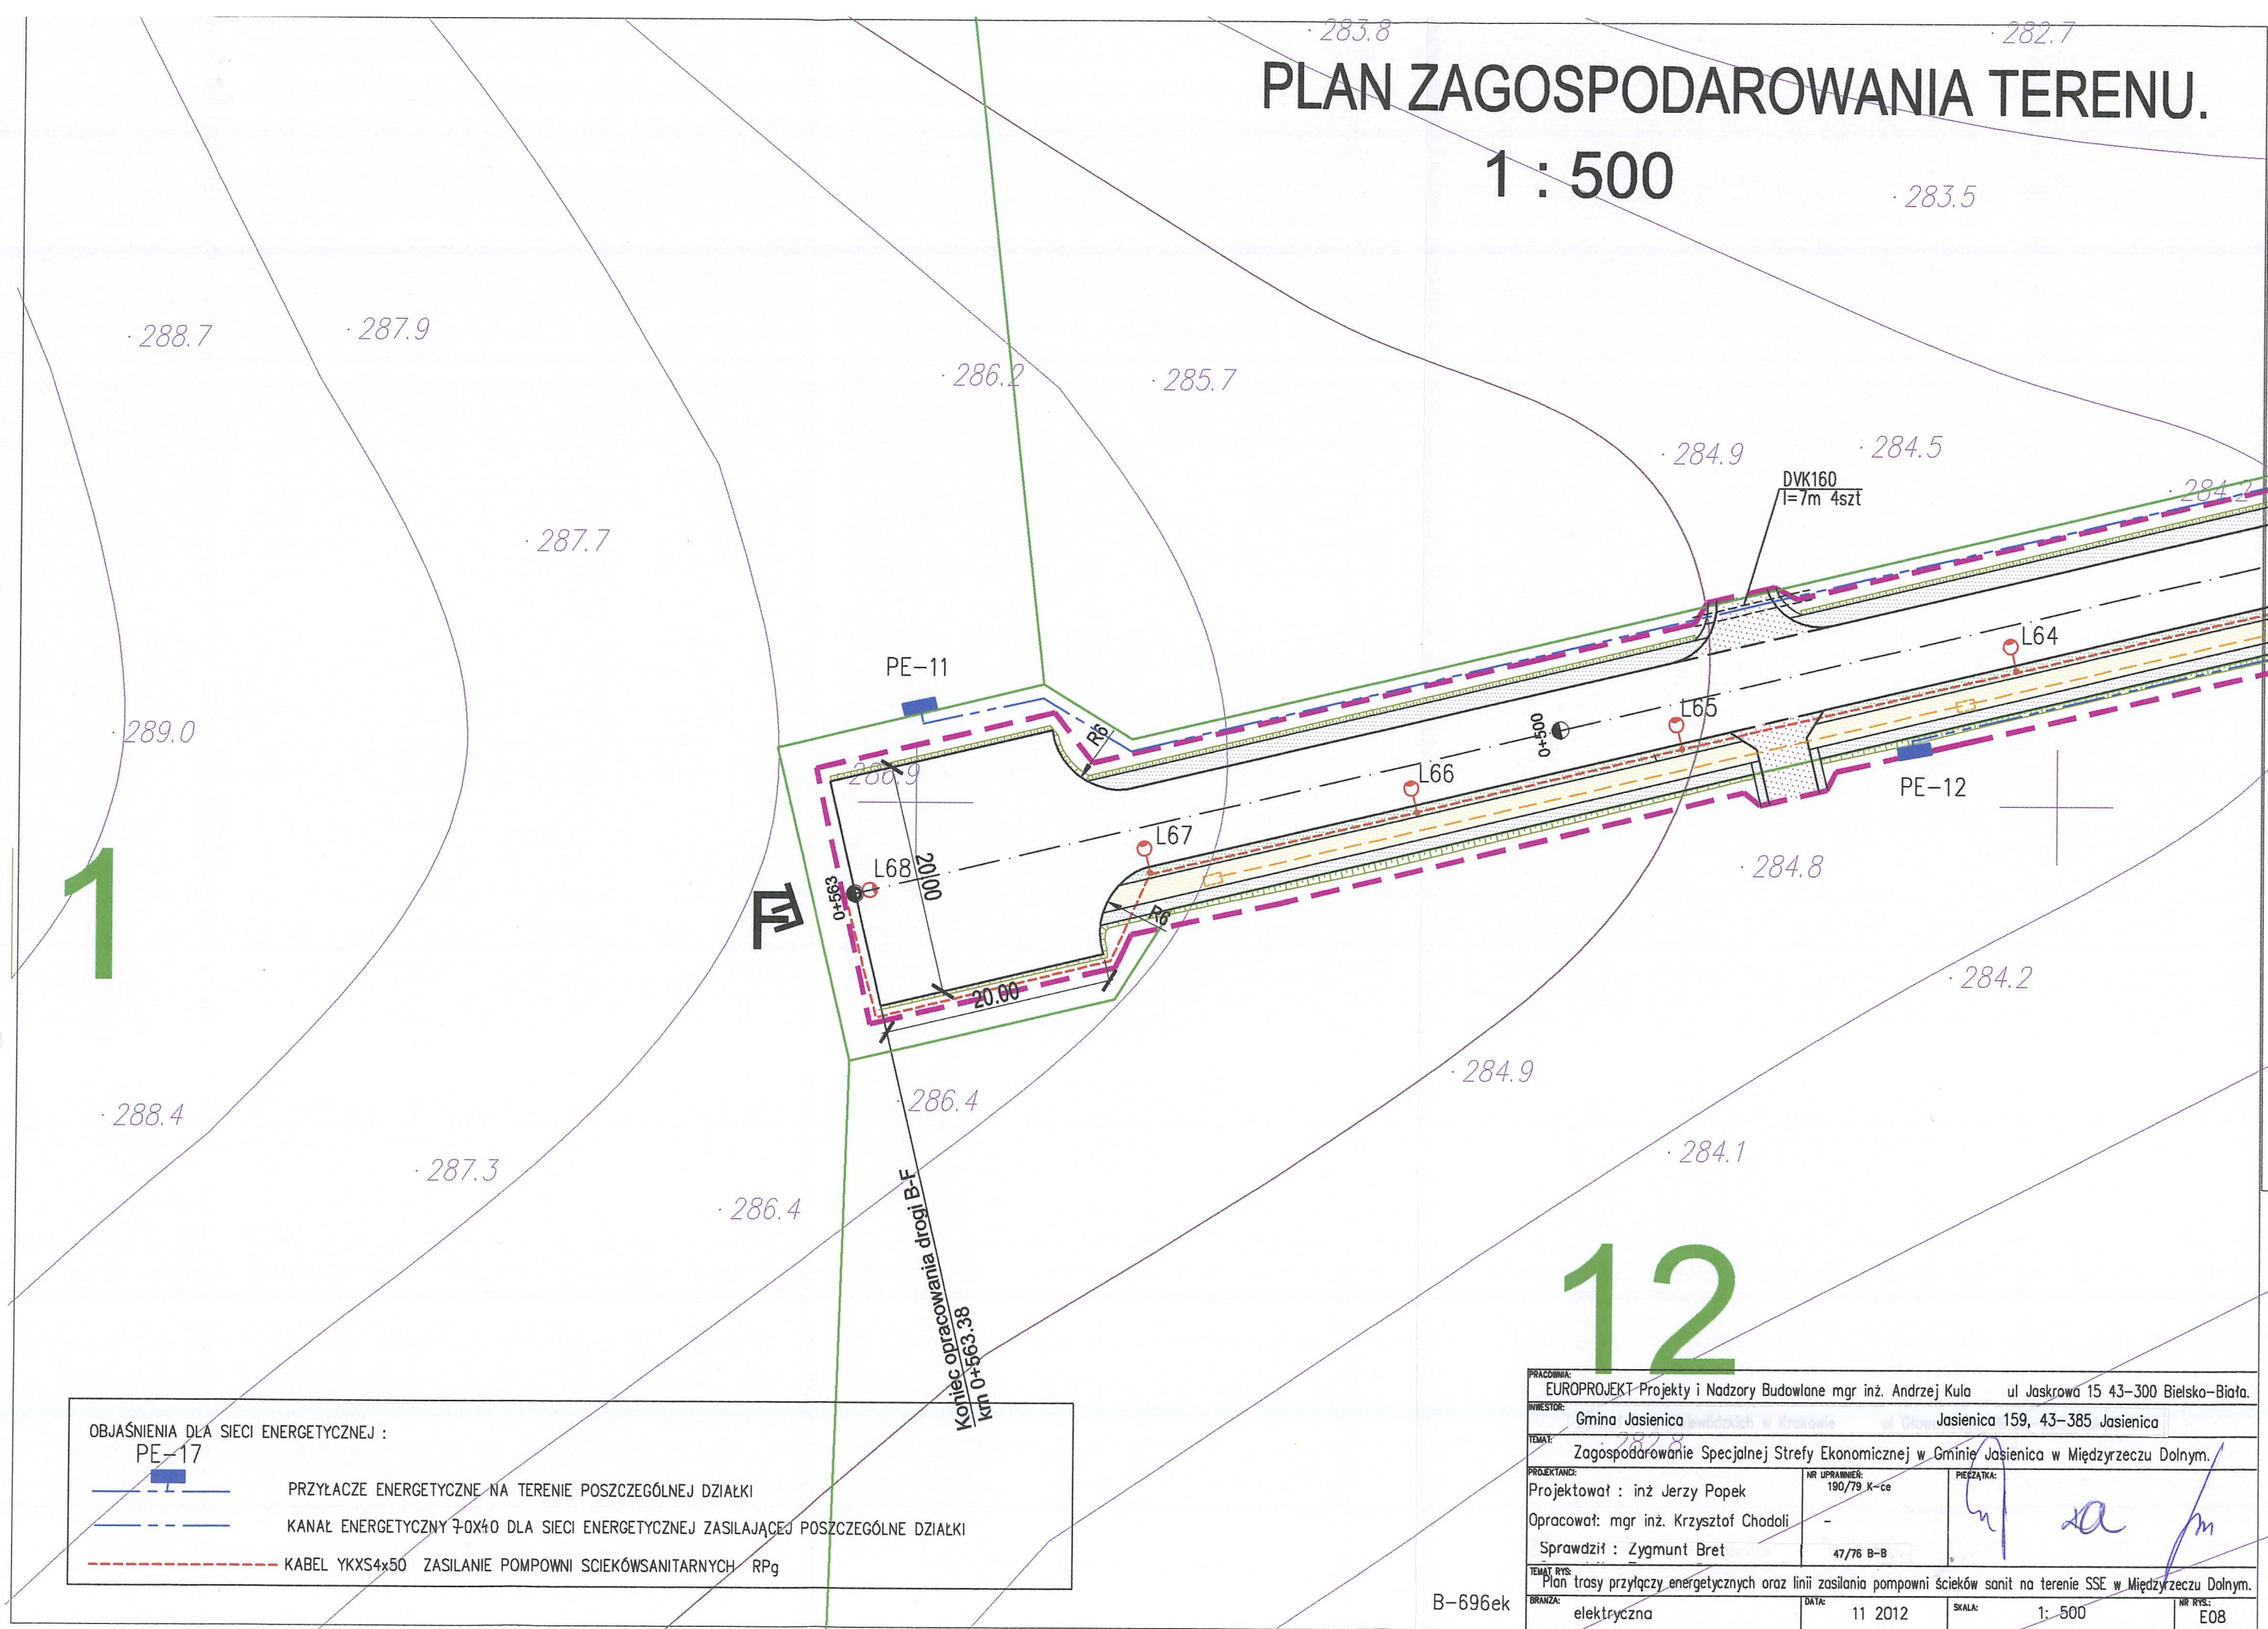 283.8
282.7
PLAN ZAGOSPODAROWANIA TERENU.
1 : 500
283.5
288.7
287.9
286.2
285.7
284.9
284.5
DVK160
l=7m 4szt
284.2
287.7
L64
PE-11
R6
L65
0+500
289.0
286.9
L66
PE-12
L67
284.8
L68
20.00
0+563
1
F
R6
284.2
20.00
284.9
286.4
288.4
284.1
287.3
286.4
Koniec opracowania drogi B-F
km 0+563.38
12
OBJAŚNIENIA DLA SIECI ENERGETYCZNEJ :
PE-17
PRZYŁACZE ENERGETYCZNE NA TERENIE POSZCZEGÓLNEJ DZIAŁKI
KANAŁ ENERGETYCZNY 70X40 DLA SIECI ENERGETYCZNEJ ZASILAJĄCEJ POSZCZEGÓLNE DZIAŁKI
KABEL YKXS4x50 ZASILANIE POMPOWNI SCIEKÓWSANITARNYCH RPg
PRACOWNIA:
EUROPROJEKT Projekty i Nadzory Budowlane mgr inż. Andrzej Kula ul Jaskrowa 15 43-300 Bielsko-Biała.
INWESTOR:
Gmina Jasienica Jasienica 159, 43-385 Jasienica
282.8
TEMAT:
Zagospodarowanie Specjalnej Strefy Ekonomicznej w Gminie Jasienica w Międzyrzeczu Dolnym.
PROJEKTANCI: NR UPRAWNIEŃ: PIECZĄTKA:
Projektował : inż Jerzy Popek 190/79 K-ce
Opracował: mgr inż. Krzysztof Chodoli -
Sprawdził : Zygmunt Bret 47/76 B-B
TEMAT RYS:
Plan trasy przyłączy energetycznych oraz linii zasilania pompowni ścieków sanit na terenie SSE w Międzyrzeczu Dolnym.
B-696ek
BRANŻA: DATA: SKALA: NR RYS.:
elektryczna 11 2012 1: 500 E08